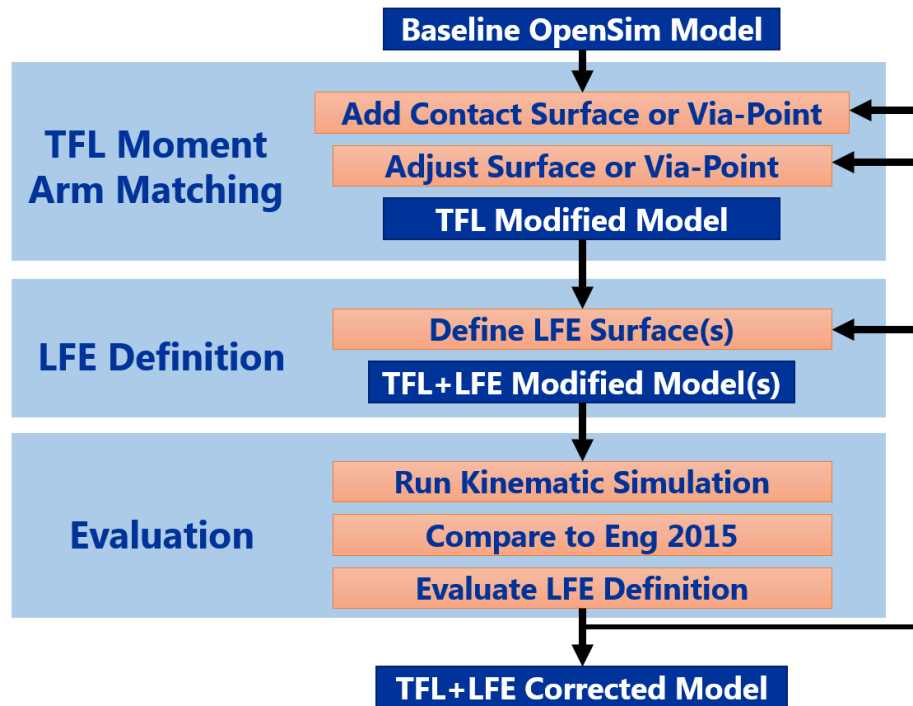 Baseline OpenSim Model
TFL Moment
Arm Matching
Add Contact Surface or Via-Point
Adjust Surface or Via-Point
TFL Modified Model
LFE Definition
Define LFE Surface(s)
TFL+LFE Modified Model(s)
Evaluation
Run Kinematic Simulation
Compare to Eng 2015
Evaluate LFE Definition
TFL+LFE Corrected Model